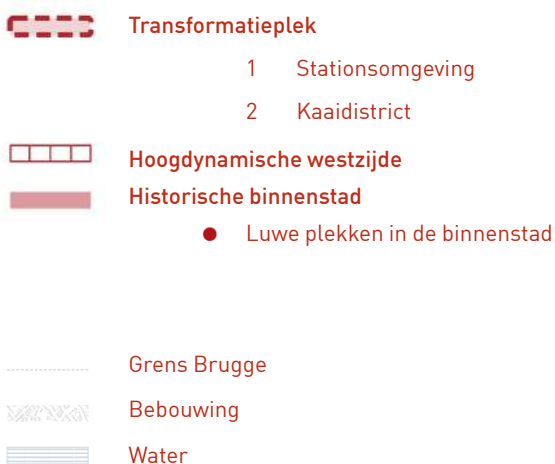 Transformatieplek
1 Stationsomgeving
2 Kaaidistrict
Hoogdynamische westzijde
Historische binnenstad
Luwe plekken in de binnenstad
Grens Brugge
Bebouwing
Water